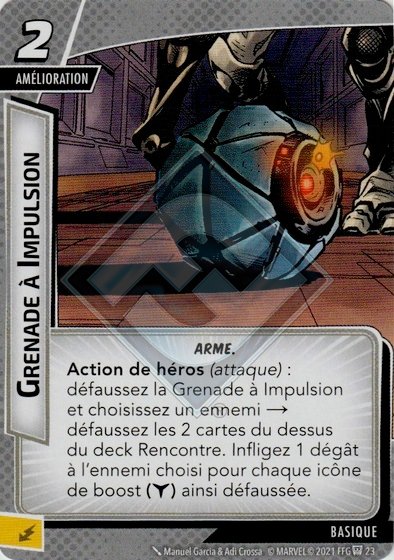 2
AMÉLIORATION
GRENADE À IMPULSION
ARME.
Action de héros (attaque) :
défaussez la Grenade à Impulsion
et choisissez un ennemi →
défaussez les 2 cartes du dessus
du deck Rencontre. Infligez 1 dégât
à l'ennemi choisi pour chaque icône
de boost ( ) ainsi défaussée.
BASIQUE
Manuel Garcia & Adi Crossa © MARVEL © 2021 FFG 23